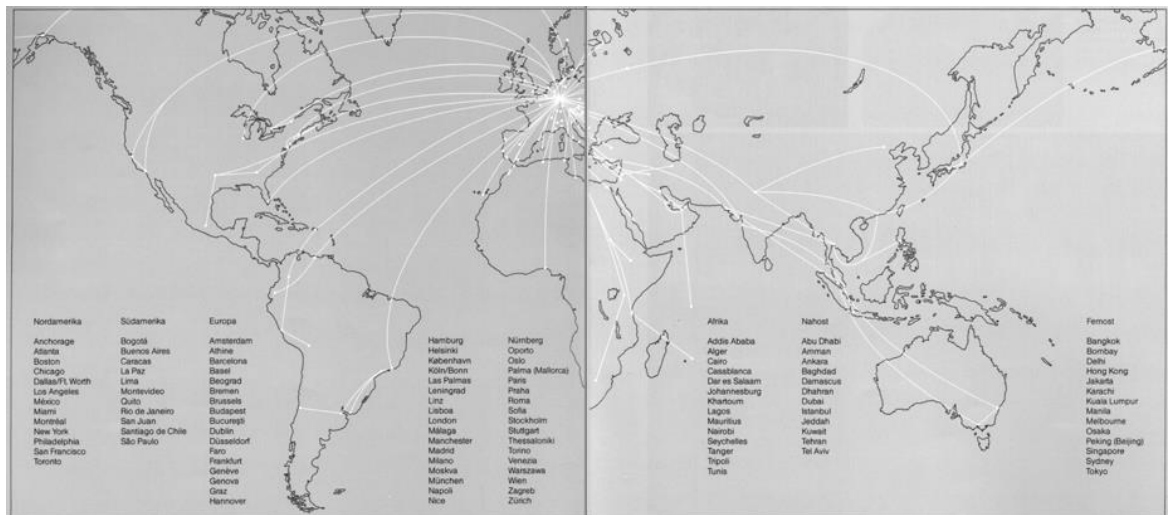 Nordamerika
Anchorage
Atlanta
Boston
Chicago
Dallas/Ft. Worth
Los Angeles
México
Miami
Montréal
New York
Philadelphia
San Francisco
Toronto
Südamerika
Bogotá
Buenos Aires
Caracas
La Paz
Lima
Montevideo
Quito
Rio de Janeiro
San Juan
Santiago de Chile
São Paulo
Europa
Amsterdam
Athine
Barcelona
Basel
Beograd
Bremen
Brussels
Budapest
Bucureşti
Dublin
Düsseldorf
Faro
Frankfurt
Genève
Genova
Graz
Hannover
Hamburg
Helsinki
København
Köln/Bonn
Las Palmas
Leningrad
Linz
Lisboa
London
Málaga
Manchester
Madrid
Milano
Moskva
München
Napoli
Nice
Nürnberg
Oporto
Oslo
Palma (Mallorca)
Paris
Praha
Roma
Sofia
Stockholm
Stuttgart
Thessaloniki
Torino
Venezia
Warszawa
Wien
Zagreb
Zürich
Afrika
Addis Ababa
Alger
Cairo
Casablanca
Dar es Salaam
Johannesburg
Khartoum
Lagos
Mauritius
Nairobi
Seychelles
Tanger
Tripoli
Tunis
Nahost
Abu Dhabi
Amman
Ankara
Baghdad
Damascus
Dhahran
Dubai
Istanbul
Jeddah
Kuwait
Tehran
Tel Aviv
Fernost
Bangkok
Bombay
Delhi
Hong Kong
Jakarta
Karachi
Kuala Lumpur
Manila
Melbourne
Osaka
Peking (Beijing)
Singapore
Sydney
Tokyo